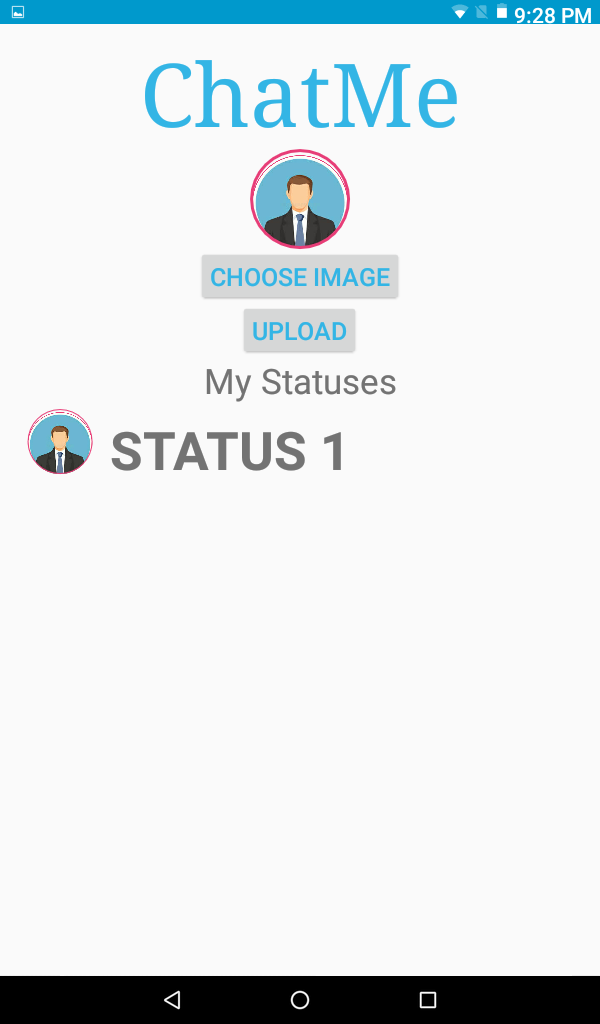 9:28 PM
ChatMe
CHOOSE IMAGE
UPLOAD
My Statuses
STATUS 1